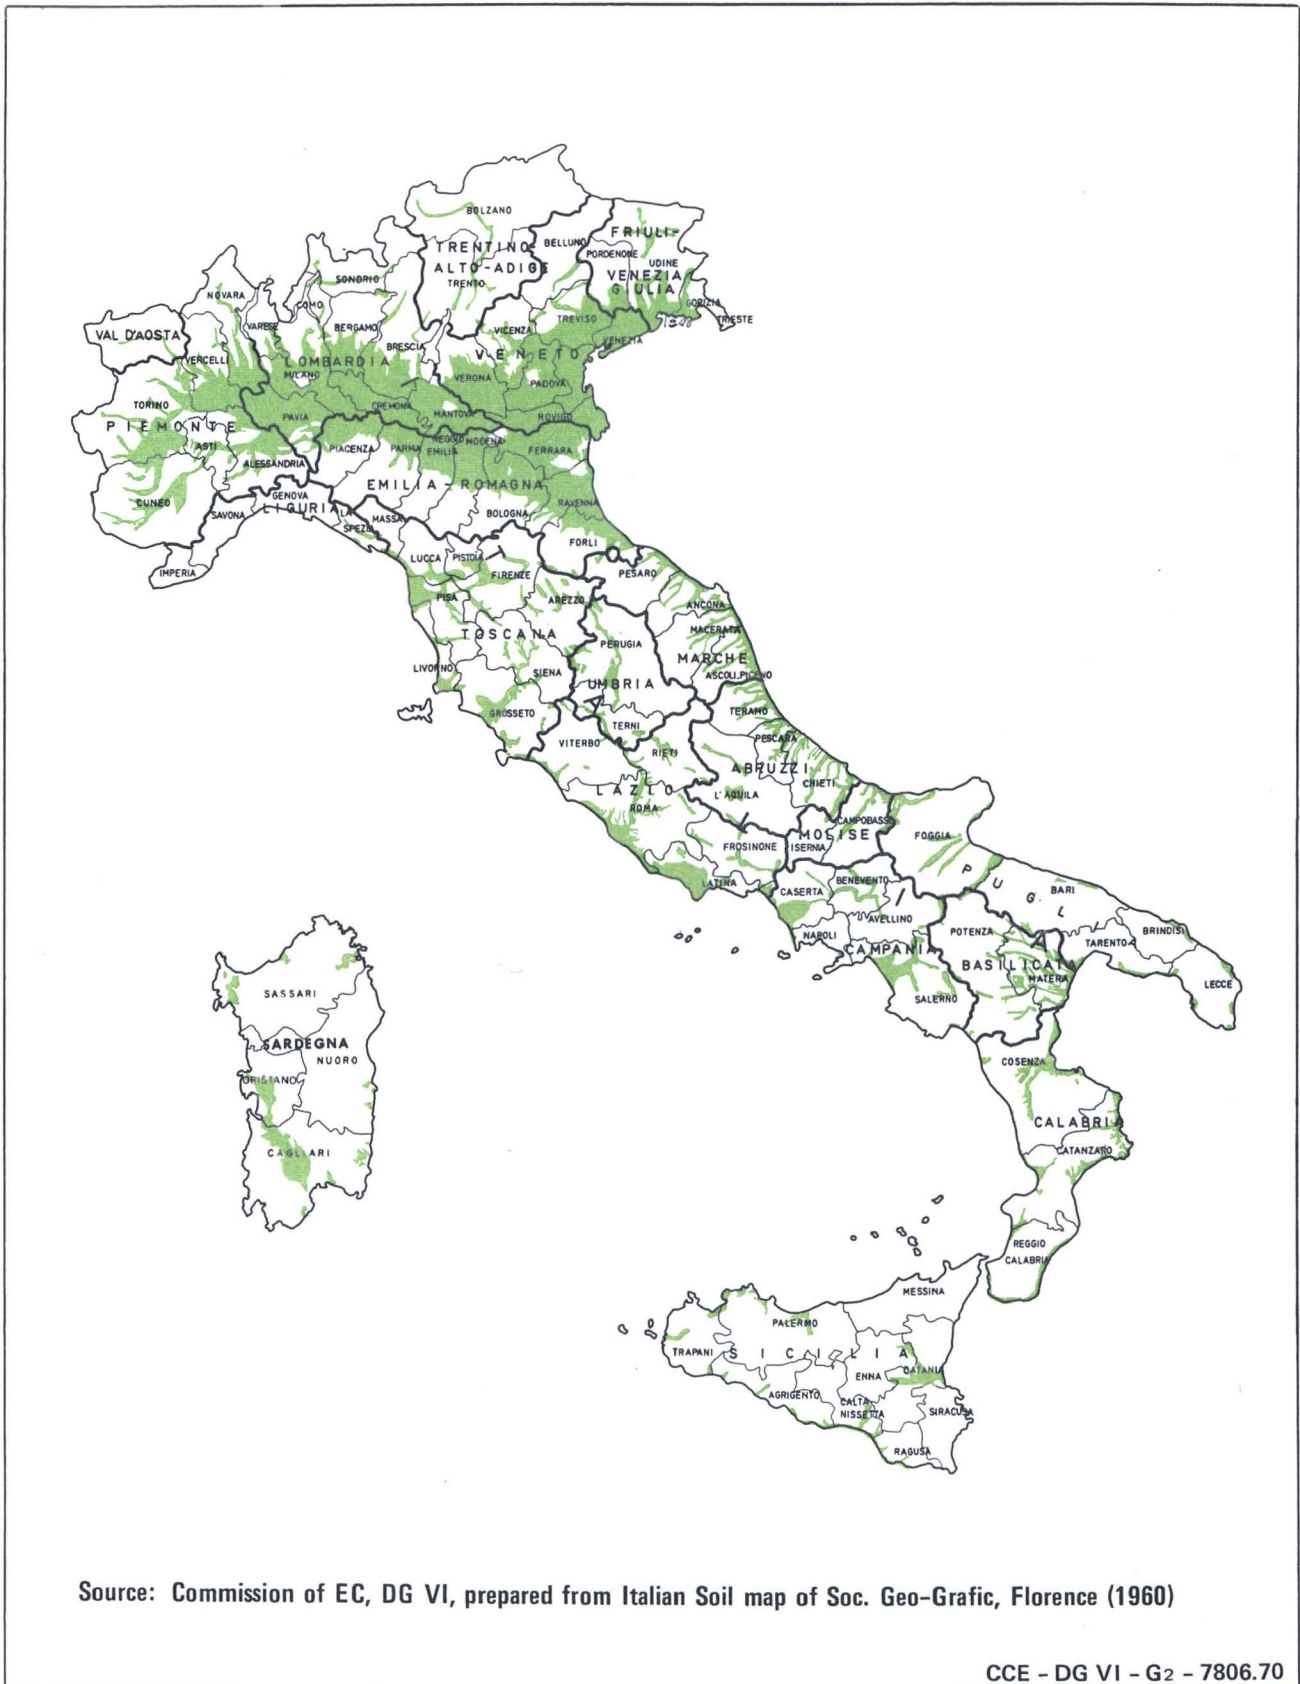 BOLZANO
TRENTINO-
ALTO-ADIGE
TRENTO
BELLUNO
FRIULI-
PORDENONE
UDINE
VENEZIA
GIULIA
GORIZIA
TRIESTE
SONDRIO
NOVARA
COMO
VARESE
BERGAMO
BRESCIA
VAL D'AOSTA
VERCELLI
LOMBARDIA
MILANO
VICENZA
TREVISO
VENEZIA
VENETO
VERONA
PADOVA
TORINO
PIEMONTE
ASTI
PAVIA
CREMONA
MANTOVA
ROVIGO
ALESSANDRIA
PIACENZA
PARMA
REGGIO
EMILIA
MODENA
FERRARA
CUNEO
EMILIA-ROMAGNA
GENOVA
LIGURIA
SAVONA
LA
SPEZIA
MASSA
BOLOGNA
RAVENNA
IMPERIA
FORLI
LUCCA
PISTOIA
FIRENZE
PESARO
PISA
AREZZO
ANCONA
MACERATA
TOSCANA
PERUGIA
MARCHE
LIVORNO
SIENA
UMBRIA
ASCOLI.PICENO
GROSSETO
TERNI
TERAMO
VITERBO
RIETI
PESCARA
ABRUZZI
LAZIO
ROMA
L'AQUILA
CHIETI
CAMPOBASSO
MOLISE
ISERNIA
FROSINONE
FOGGIA
LATINA
CASERTA
BENEVENTO
PUGLIA
BARI
AVELLINO
NAPOLI
CAMPANIA
POTENZA
BASILICATA
MATERA
TARENTO
BRINDISI
LECCE
SALERNO
SASSARI
SARDEGNA
NUORO
ORISTANO
CAGLIARI
COSENZA
CALABRIA
CATANZARO
REGGIO
CALABRIA
MESSINA
PALERMO
TRAPANI
SICILIA
CATANIA
ENNA
AGRIGENTO
CALTA
NISSETTA
SIRACUSA
RAGUSA
Source: Commission of EC, DG VI, prepared from Italian Soil map of Soc. Geo-Grafic, Florence (1960)
CCE - DG VI - G2 - 7806.70